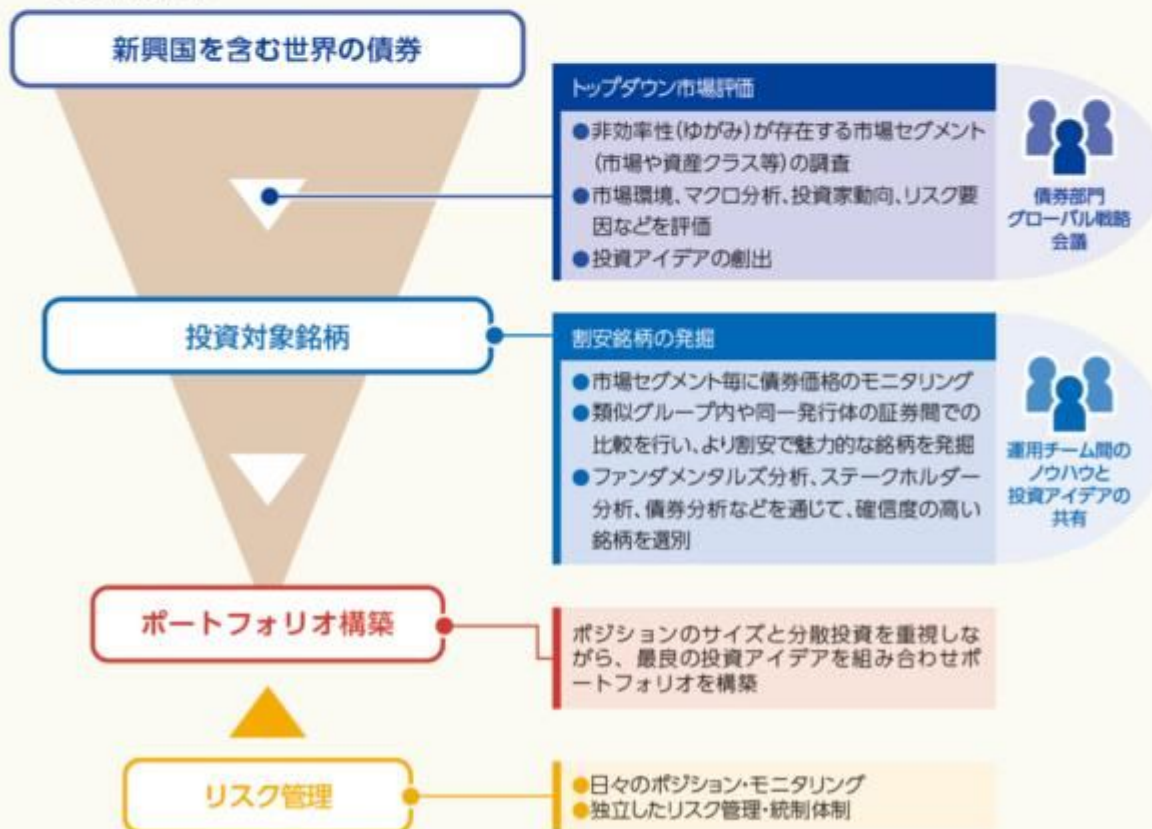 新興国を含む世界の債券
トップダウン市場評価
●非効率性(ゆがみ)が存在する市場セグメント
(市場や資産クラス等)の調査
●市場環境、マクロ分析、投資家動向、リスク要
因などを評価
●投資アイデアの創出
債券部門
グローバル戦略
会議
投資対象銘柄
割安銘柄の発掘
●市場セグメント毎に債券価格のモニタリング
●類似グループ内や同一発行体の証券間での
比較を行い、より割安で魅力的な銘柄を発掘
●ファンダメンタルズ分析、ステークホルダー
分析、債券分析などを通じて、確信度の高い
銘柄を選別
運用チーム間の
ノウハウと
投資アイデアの
共有
ポートフォリオ構築
ポジションのサイズと分散投資を重視しな
がら、最良の投資アイデアを組み合わせポ
ートフォリオを構築
リスク管理
●日々のポジション・モニタリング
●独立したリスク管理・統制体制